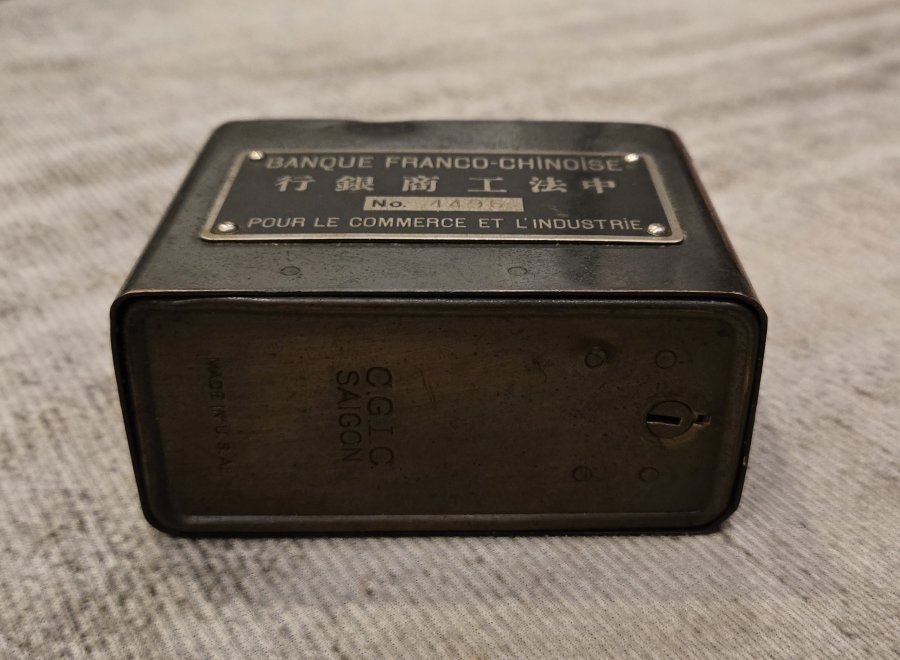 BANQUE FRANCO-CHINOISE
中法工商銀行
No.
POUR LE COMMERCE ET L'INDUSTRIE
C.G.I.C.
SAIGON
MADE IN U.S.A.